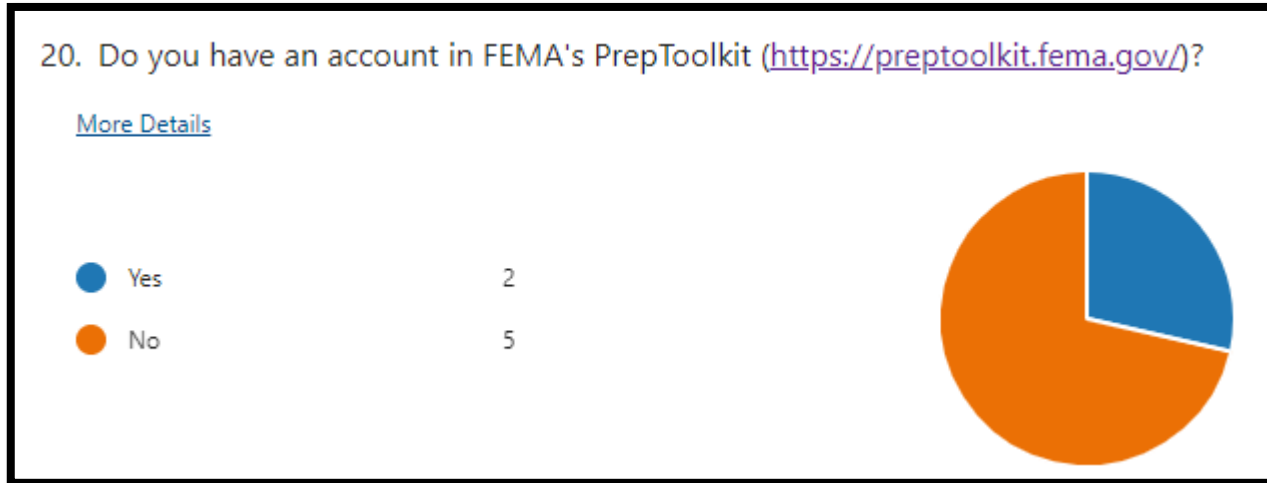 20. Do you have an account in FEMA's PrepToolkit (https://preptoolkit.fema.gov/)?
More Details
Yes 2
No 5